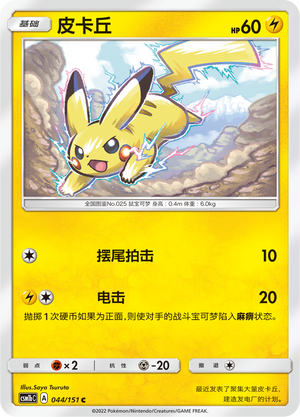 基础 皮卡丘 HP60
全国图鉴No.025 鼠宝可梦 身高：0.4m 体重：6.0kg
摆尾拍击 10
电击 20
抛掷1次硬币如果为正面，则使对手的战斗宝可梦陷入麻痹状态。
Illus.Saya Tsuruta
弱点 ×2 抗性 -20 撤退
CSM1bC A 044/151 C
最近发表了聚集大量皮卡丘，
建造发电厂的计划。
©2022 Pokémon/Nintendo/Creatures/GAME FREAK.